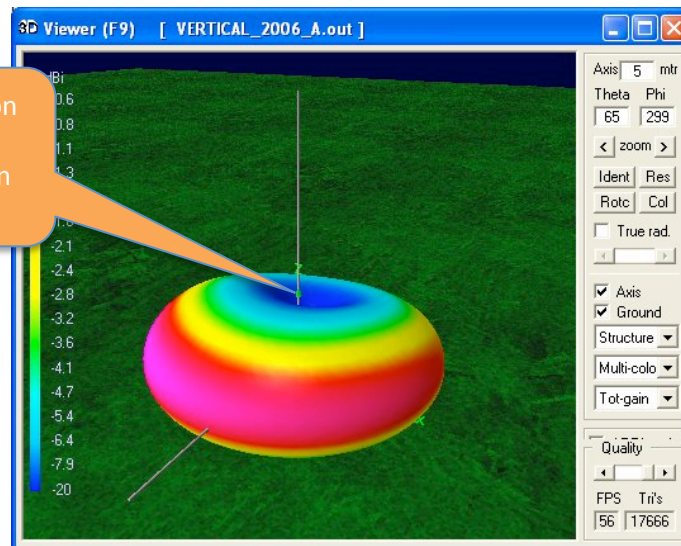 3D Viewer (F9) [ VERTICAL_2006_A.out ]
on
n
dBi
0.6
0.8
1.1
1.3
-2.1
-2.4
-2.8
-3.2
-3.6
-4.1
-4.7
-5.4
-6.4
-7.9
-20
Z
Axis 5 mtr
Theta Phi
65 299
< zoom >
Ident Res
Rotc Col
True rad.
Axis
Ground
Structure
Multi-colo
Tot-gain
Quality
FPS Tri's
56 17666